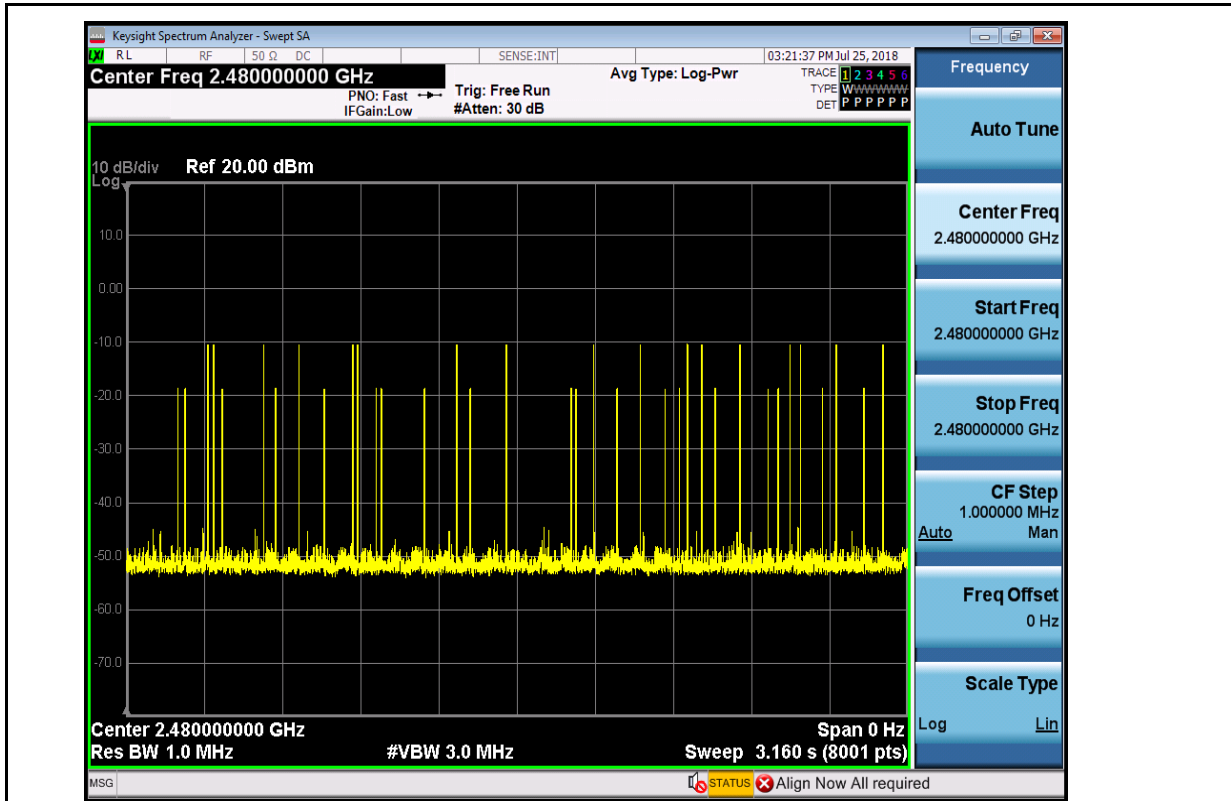 Keysight Spectrum Analyzer - Swept SA
LXI RL RF 50 Ω DC SENSE:INT 03:21:37 PM Jul 25, 2018
Center Freq 2.480000000 GHz
PNO: Fast
IFGain:Low
Trig: Free Run
#Atten: 30 dB
Avg Type: Log-Pwr
TRACE 1 2 3 4 5 6
TYPE WWWWWW
DET P P P P P P
10 dB/div Ref 20.00 dBm
Log
10.0
0.00
-10.0
-20.0
-30.0
-40.0
-50.0
-60.0
-70.0
Center 2.480000000 GHz Span 0 Hz
Res BW 1.0 MHz #VBW 3.0 MHz Sweep 3.160 s (8001 pts)
Frequency
Auto Tune
Center Freq
2.480000000 GHz
Start Freq
2.480000000 GHz
Stop Freq
2.480000000 GHz
CF Step
1.000000 MHz
Auto Man
Freq Offset
0 Hz
Scale Type
Log Lin
MSG STATUS Align Now All required